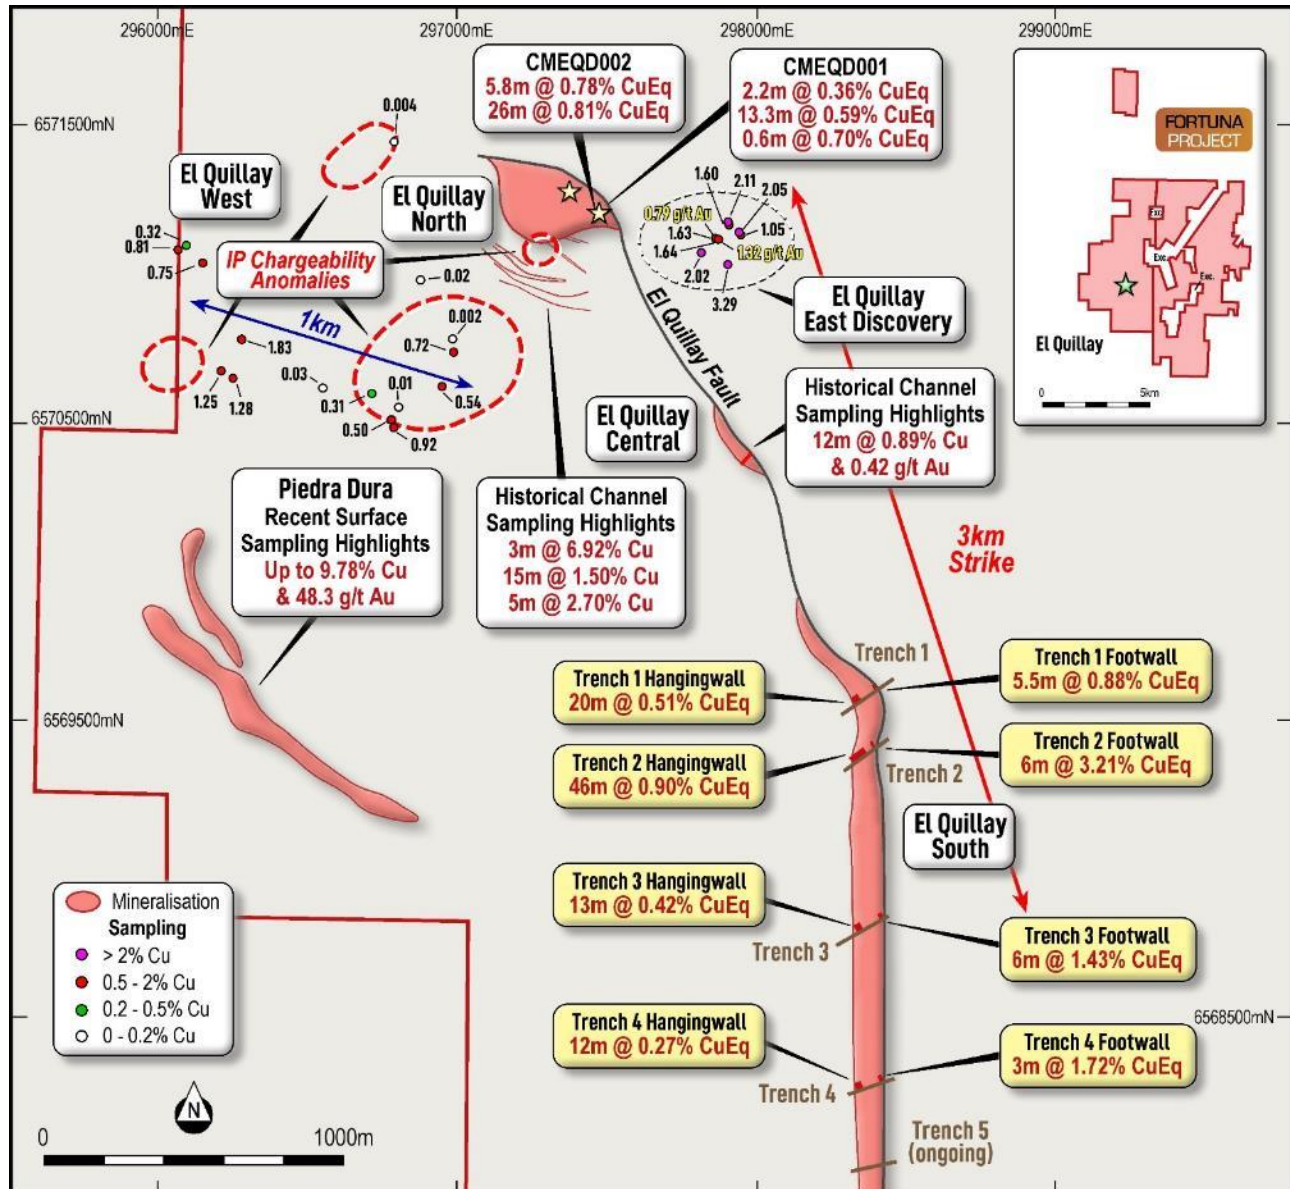 296000mE
297000mE
298000mE
299000mE
6571500mN
6570500mN
6569500mN
6568500mN
CMEQD002
5.8m @ 0.78% CuEq
26m @ 0.81% CuEq
CMEQD001
2.2m @ 0.36% CuEq
13.3m @ 0.59% CuEq
0.6m @ 0.70% CuEq
FORTUNA
PROJECT
Exc.
Exc.
Exc.
El Quillay
0
5km
0.004
El Quillay
West
El Quillay
North
0.32
0.81
0.75
IP Chargeability
Anomalies
0.02
1km
0.002
0.72
1.83
0.03
0.01
0.31
0.54
1.25
1.28
0.50
0.92
1.60
2.11
2.05
0.79 g/t Au
1.63
1.05
1.64
1.32 g/t Au
2.02
3.29
El Quillay
East Discovery
El Quillay Fault
El Quillay
Central
Historical Channel
Sampling Highlights
12m @ 0.89% Cu
& 0.42 g/t Au
Piedra Dura
Recent Surface
Sampling Highlights
Up to 9.78% Cu
& 48.3 g/t Au
Historical Channel
Sampling Highlights
3m @ 6.92% Cu
15m @ 1.50% Cu
5m @ 2.70% Cu
3km
Strike
Trench 1
Trench 1 Hangingwall
20m @ 0.51% CuEq
Trench 1 Footwall
5.5m @ 0.88% CuEq
Trench 2 Hangingwall
46m @ 0.90% CuEq
Trench 2
Trench 2 Footwall
6m @ 3.21% CuEq
El Quillay
South
Trench 3 Hangingwall
13m @ 0.42% CuEq
Trench 3
Trench 3 Footwall
6m @ 1.43% CuEq
Trench 4 Hangingwall
12m @ 0.27% CuEq
Trench 4
Trench 4 Footwall
3m @ 1.72% CuEq
Trench 5
(ongoing)
Mineralisation
Sampling
> 2% Cu
0.5 - 2% Cu
0.2 - 0.5% Cu
0 - 0.2% Cu
N
0
1000m